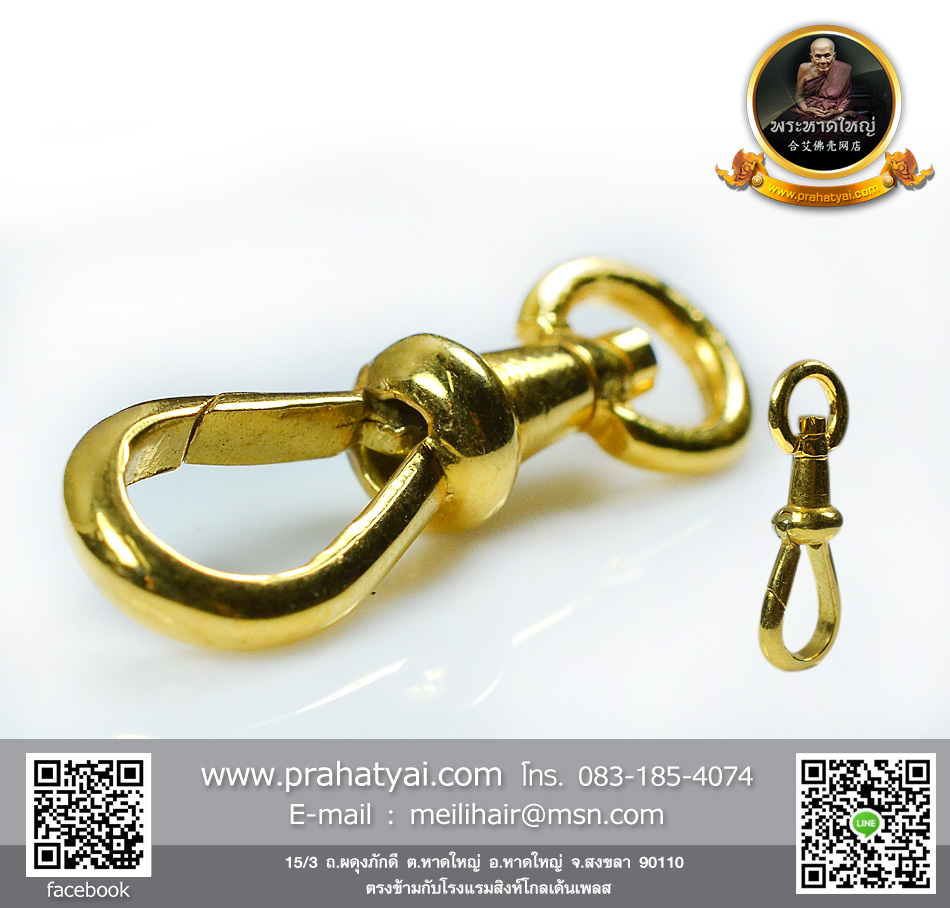 พระหาดใหญ่
合艾佛壳网店
www.prahatyai.com
www.prahatyai.com โทร. 083-185-4074
E-mail : meilihair@msn.com
LINE
facebook
15/3 ถ.ผดุงภักดี ต.หาดใหญ่ อ.หาดใหญ่ จ.สงขลา 90110
ตรงข้ามกับโรงแรมสิงห์โกลเด้นเพลส